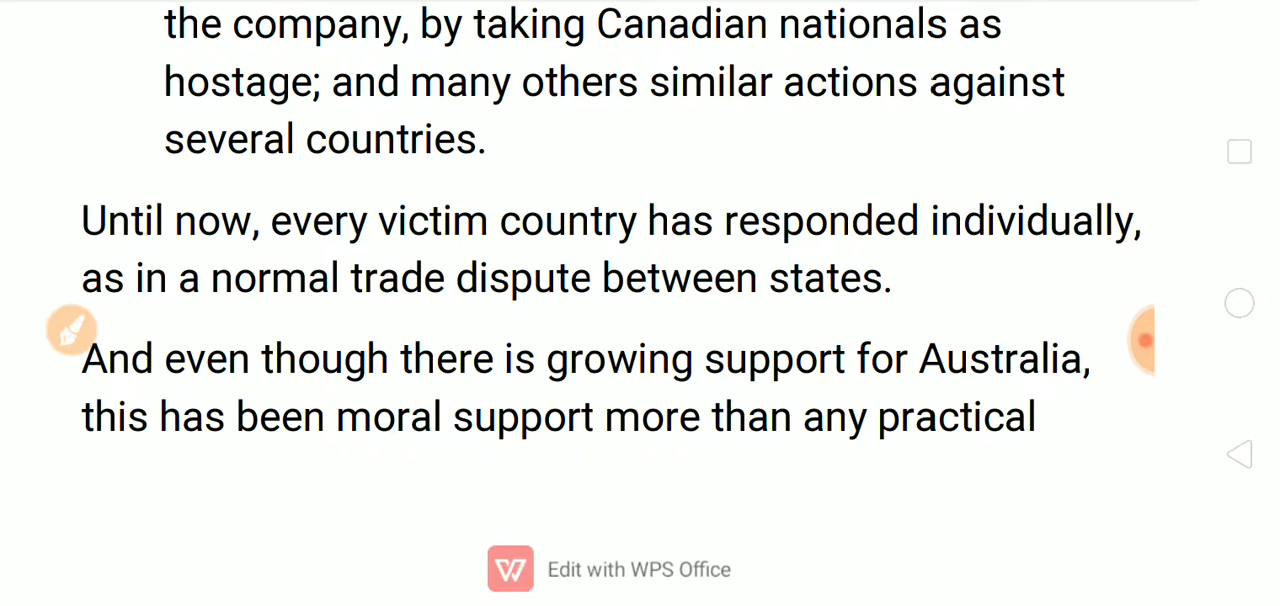 the company, by taking Canadian nationals as
hostage; and many others similar actions against
several countries.
Until now, every victim country has responded individually,
as in a normal trade dispute between states.
And even though there is growing support for Australia,
this has been moral support more than any practical
Edit with WPS Office